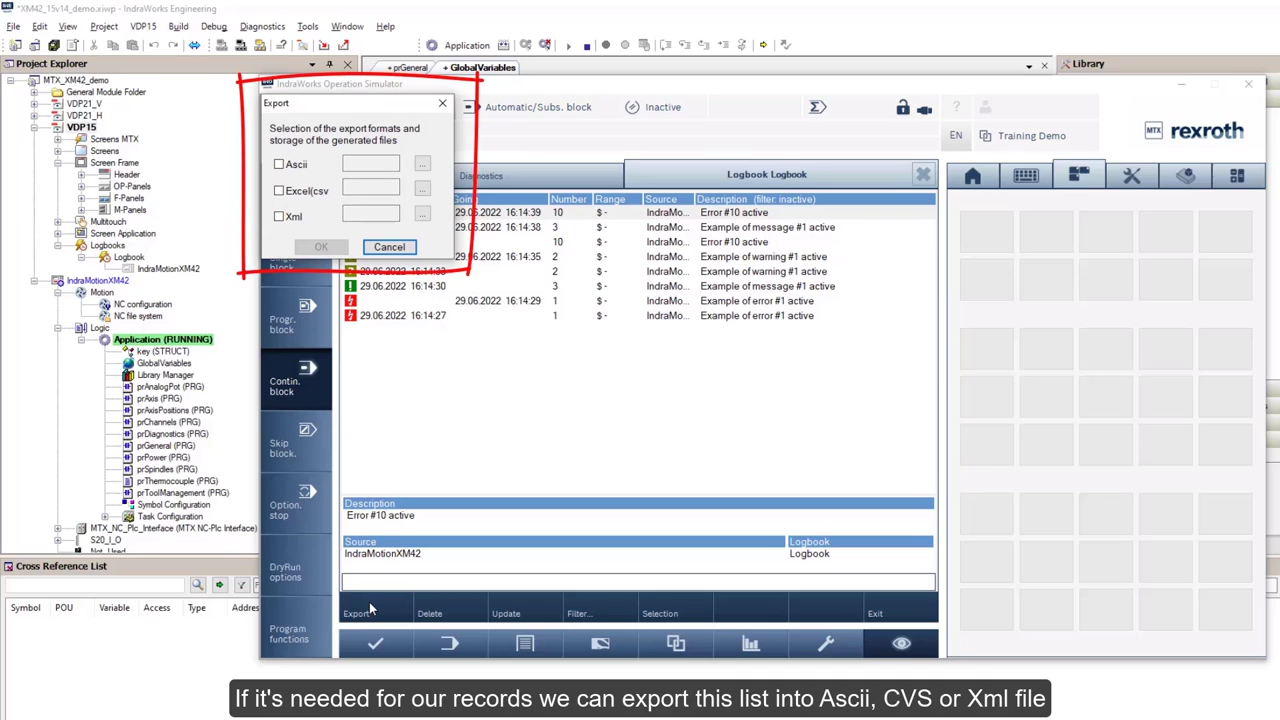 *XM42_15v14_demo.xiwp - IndraWorks Engineering
File Edit View Project VDP15 Build Debug Diagnostics Tools Window Help
Application
Project Explorer
+ prGeneral + GlobalVariables
Library
MTX_XM42_demo
General Module Folder
VDP21_V
VDP21_H
VDP15
Screens MTX
Screens
Screen Frame
Header
OP-Panels
F-Panels
M-Panels
Multitouch
Screen Application
Logbooks
Logbook
IndraMotionXM42
IndraMotionXM42
Motion
NC configuration
NC file system
Logic
Application (RUNNING)
key (STRUCT)
GlobalVariables
Library Manager
prAnalogPot (PRG)
prAxis (PRG)
prAxisPositions (PRG)
prChannels (PRG)
prDiagnostics (PRG)
prGeneral (PRG)
prPower (PRG)
prSpindles (PRG)
prThermocouple (PRG)
prToolManagement (PRG)
Symbol Configuration
Task Configuration
MTX_NC_Plc_Interface (MTX NC-Plc Interface)
S20_I_O
Not_Used
Cross Reference List
Symbol POU Variable Access Type Addre
IndraWorks Operation Simulator
Export
Selection of the export formats and
storage of the generated files
Ascii ...
Excel(csv ...
Xml ...
OK Cancel
Automatic/Subs. block Inactive
EN Training Demo
MTX rexroth
Diagnostics Logbook Logbook
Going Number Range Source Description (filter: inactive)
29.06.2022 16:14:39 10 $ - IndraMo... Error #10 active
29.06.2022 16:14:38 3 $ - IndraMo... Example of message #1 active
10 $ - IndraMo... Error #10 active
29.06.2022 16:14:35 2 $ - IndraMo... Example of warning #1 active
29.06.2022 16:14:33 2 $ - IndraMo... Example of warning #1 active
29.06.2022 16:14:30 3 $ - IndraMo... Example of message #1 active
29.06.2022 16:14:29 1 $ - IndraMo... Example of error #1 active
29.06.2022 16:14:27 1 $ - IndraMo... Example of error #1 active
block
Progr.
block
Contin.
block
Skip
block.
Option.
stop
DryRun
options
Program
functions
Description
Error #10 active
Source Logbook
IndraMotionXM42 Logbook
Export Delete Update Filter... Selection Exit
If it's needed for our records we can export this list into Ascii, CVS or Xml file